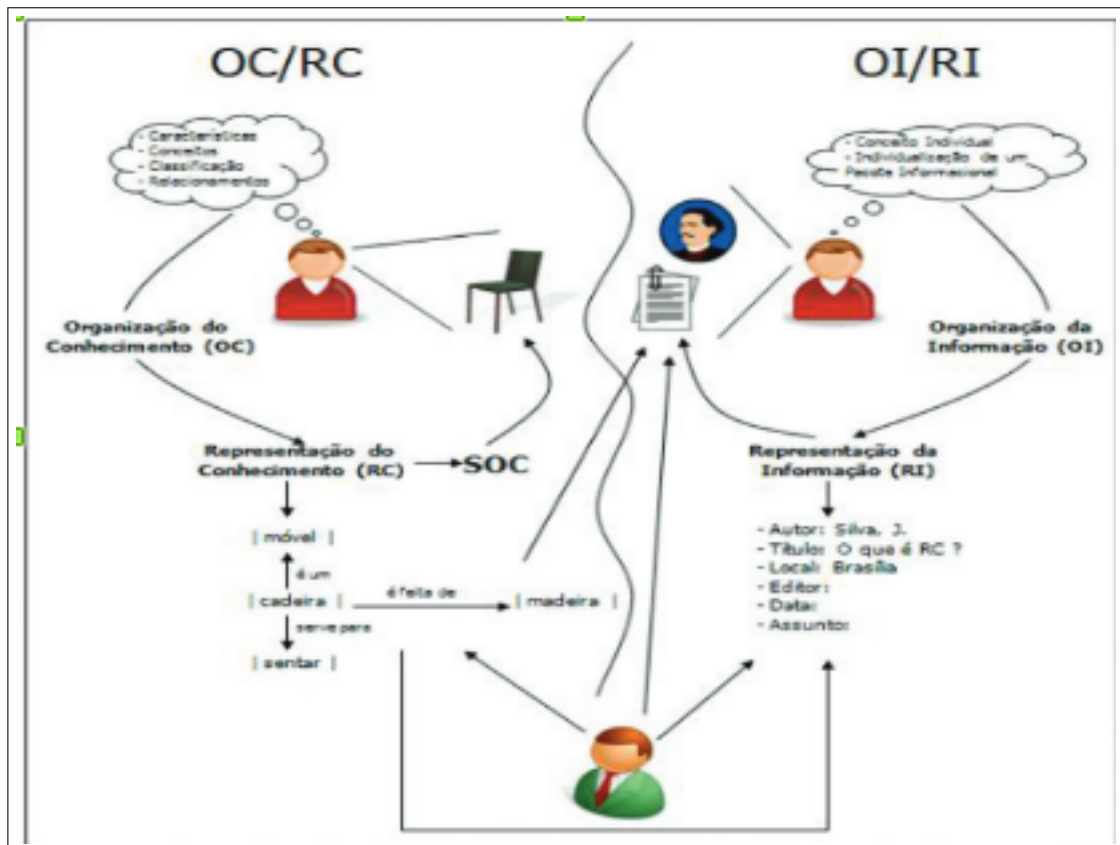 OC/RC
OI/RI
- Características
- Conceitos
- Classificação
- Relacionamentos
- Conceito Individual
- Individualização de um
Pacote Informacional
Organização do
Conhecimento (OC)
Organização da
Informação (OI)
Representação do
Conhecimento (RC)
SOC
Representação da
Informação (RI)
| móvel |
é um
| cadeira |
é feita de
| madeira |
serve para
| sentar |
- Autor: Silva, J.
- Título: O que é RC ?
- Local: Brasília
- Editor:
- Data:
- Assunto: